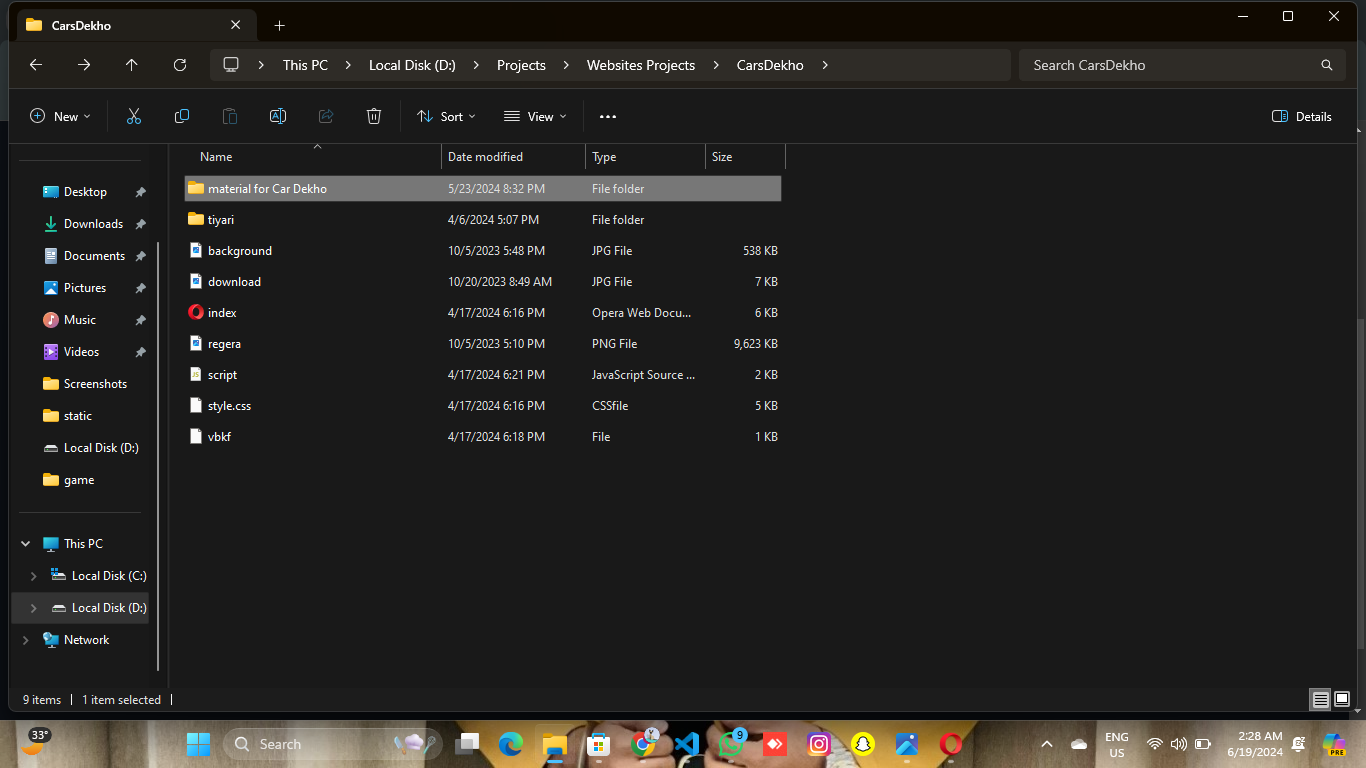 CarsDekho
This PC
Local Disk (D:)
Projects
Websites Projects
CarsDekho
Search CarsDekho
New
Sort
View
Details
Name
Date modified
Type
Size
Desktop
Downloads
Documents
Pictures
Music
Videos
Screenshots
static
Local Disk (D:)
game
This PC
Local Disk (C:)
Local Disk (D:)
Network
material for Car Dekho 5/23/2024 8:32 PM File folder
tiyari 4/6/2024 5:07 PM File folder
background 10/5/2023 5:48 PM JPG File 538 KB
download 10/20/2023 8:49 AM JPG File 7 KB
index 4/17/2024 6:16 PM Opera Web Docu... 6 KB
regera 10/5/2023 5:10 PM PNG File 9,623 KB
script 4/17/2024 6:21 PM JavaScript Source ... 2 KB
style.css 4/17/2024 6:16 PM CSSfile 5 KB
vbkf 4/17/2024 6:18 PM File 1 KB
9 items 1 item selected
33°
Search
9
ENG
US
2:28 AM
6/19/2024
PRE